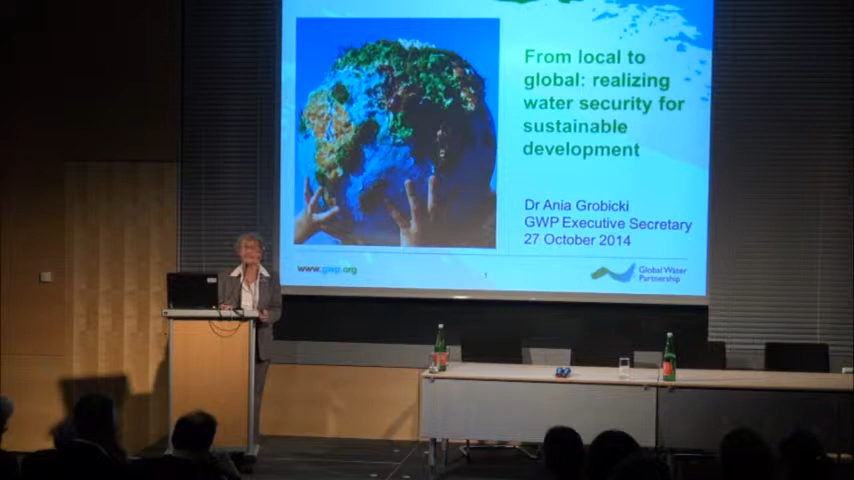 From local to
global: realizing
water security for
sustainable
development
Dr Ania Grobicki
GWP Executive Secretary
27 October 2014
www.gwp.org
1
Global Water
Partnership